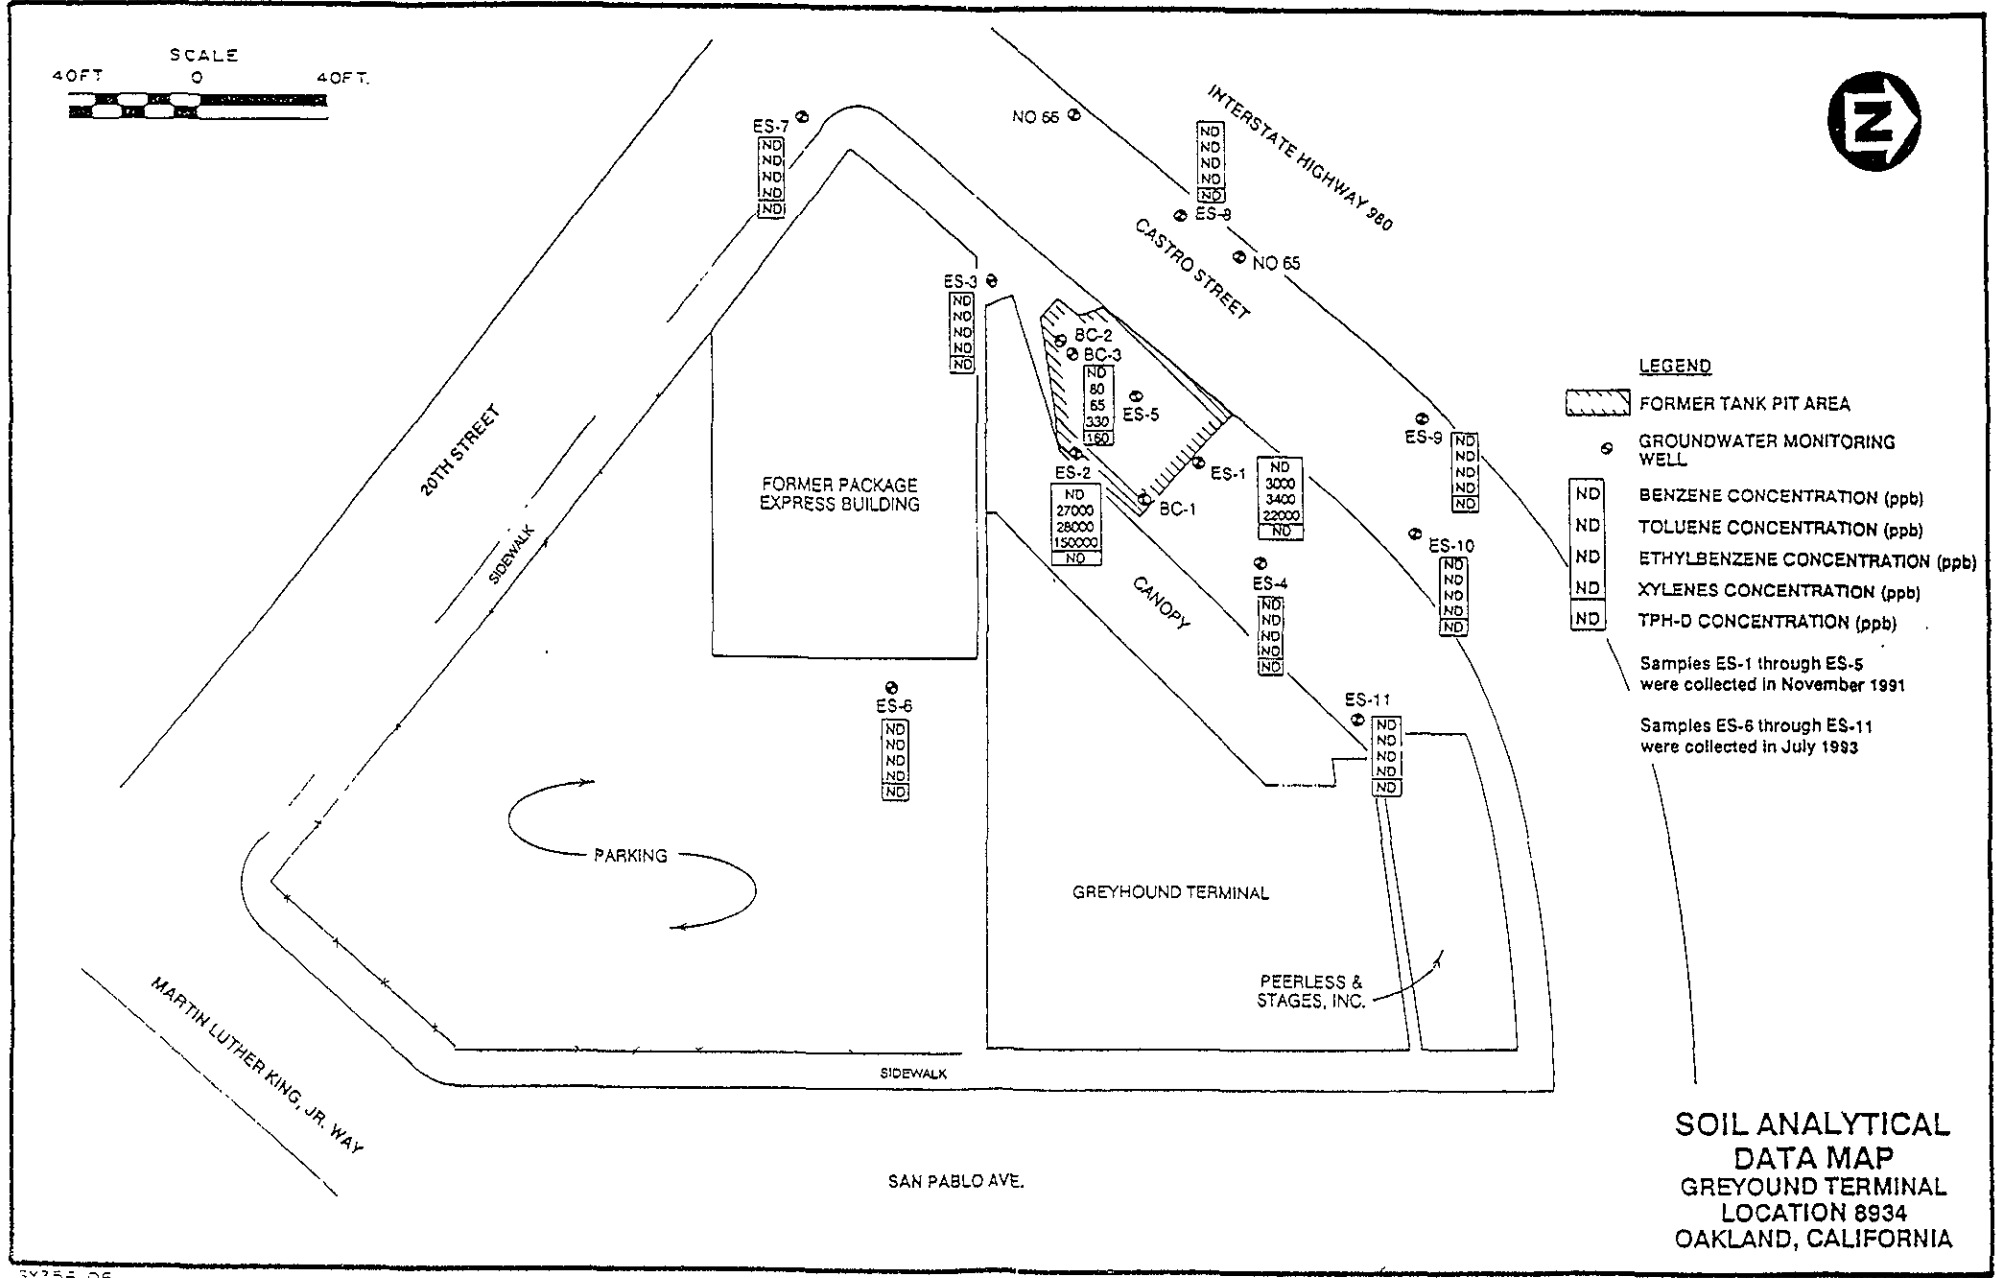 SCALE
40FT 0 40FT.
N
ES-7
ND
ND
ND
ND
ND
NO 66
INTERSTATE HIGHWAY 980
ND
ND
ND
ND
ND
ES-8
CASTRO STREET
NO 65
ES-3
ND
ND
ND
ND
ND
BC-2
BC-3
ND
80
65
330
160
ES-5
ES-2
ND
27000
28000
150000
ND
ES-1
ND
3000
3400
22000
ND
BC-1
ES-9
ND
ND
ND
ND
ND
ES-10
ND
ND
ND
ND
ND
ES-4
ND
ND
ND
ND
ND
20TH STREET
SIDEWALK
FORMER PACKAGE
EXPRESS BUILDING
CANOPY
ES-6
ND
ND
ND
ND
ND
ES-11
ND
ND
ND
ND
ND
PARKING
GREYHOUND TERMINAL
PEERLESS &
STAGES, INC.
MARTIN LUTHER KING, JR. WAY
SIDEWALK
SAN PABLO AVE.
LEGEND
FORMER TANK PIT AREA
GROUNDWATER MONITORING
WELL
ND BENZENE CONCENTRATION (ppb)
ND TOLUENE CONCENTRATION (ppb)
ND ETHYLBENZENE CONCENTRATION (ppb)
ND XYLENES CONCENTRATION (ppb)
ND TPH-D CONCENTRATION (ppb)
Samples ES-1 through ES-5
were collected in November 1991
Samples ES-6 through ES-11
were collected in July 1993
SOIL ANALYTICAL
DATA MAP
GREYOUND TERMINAL
LOCATION 8934
OAKLAND, CALIFORNIA